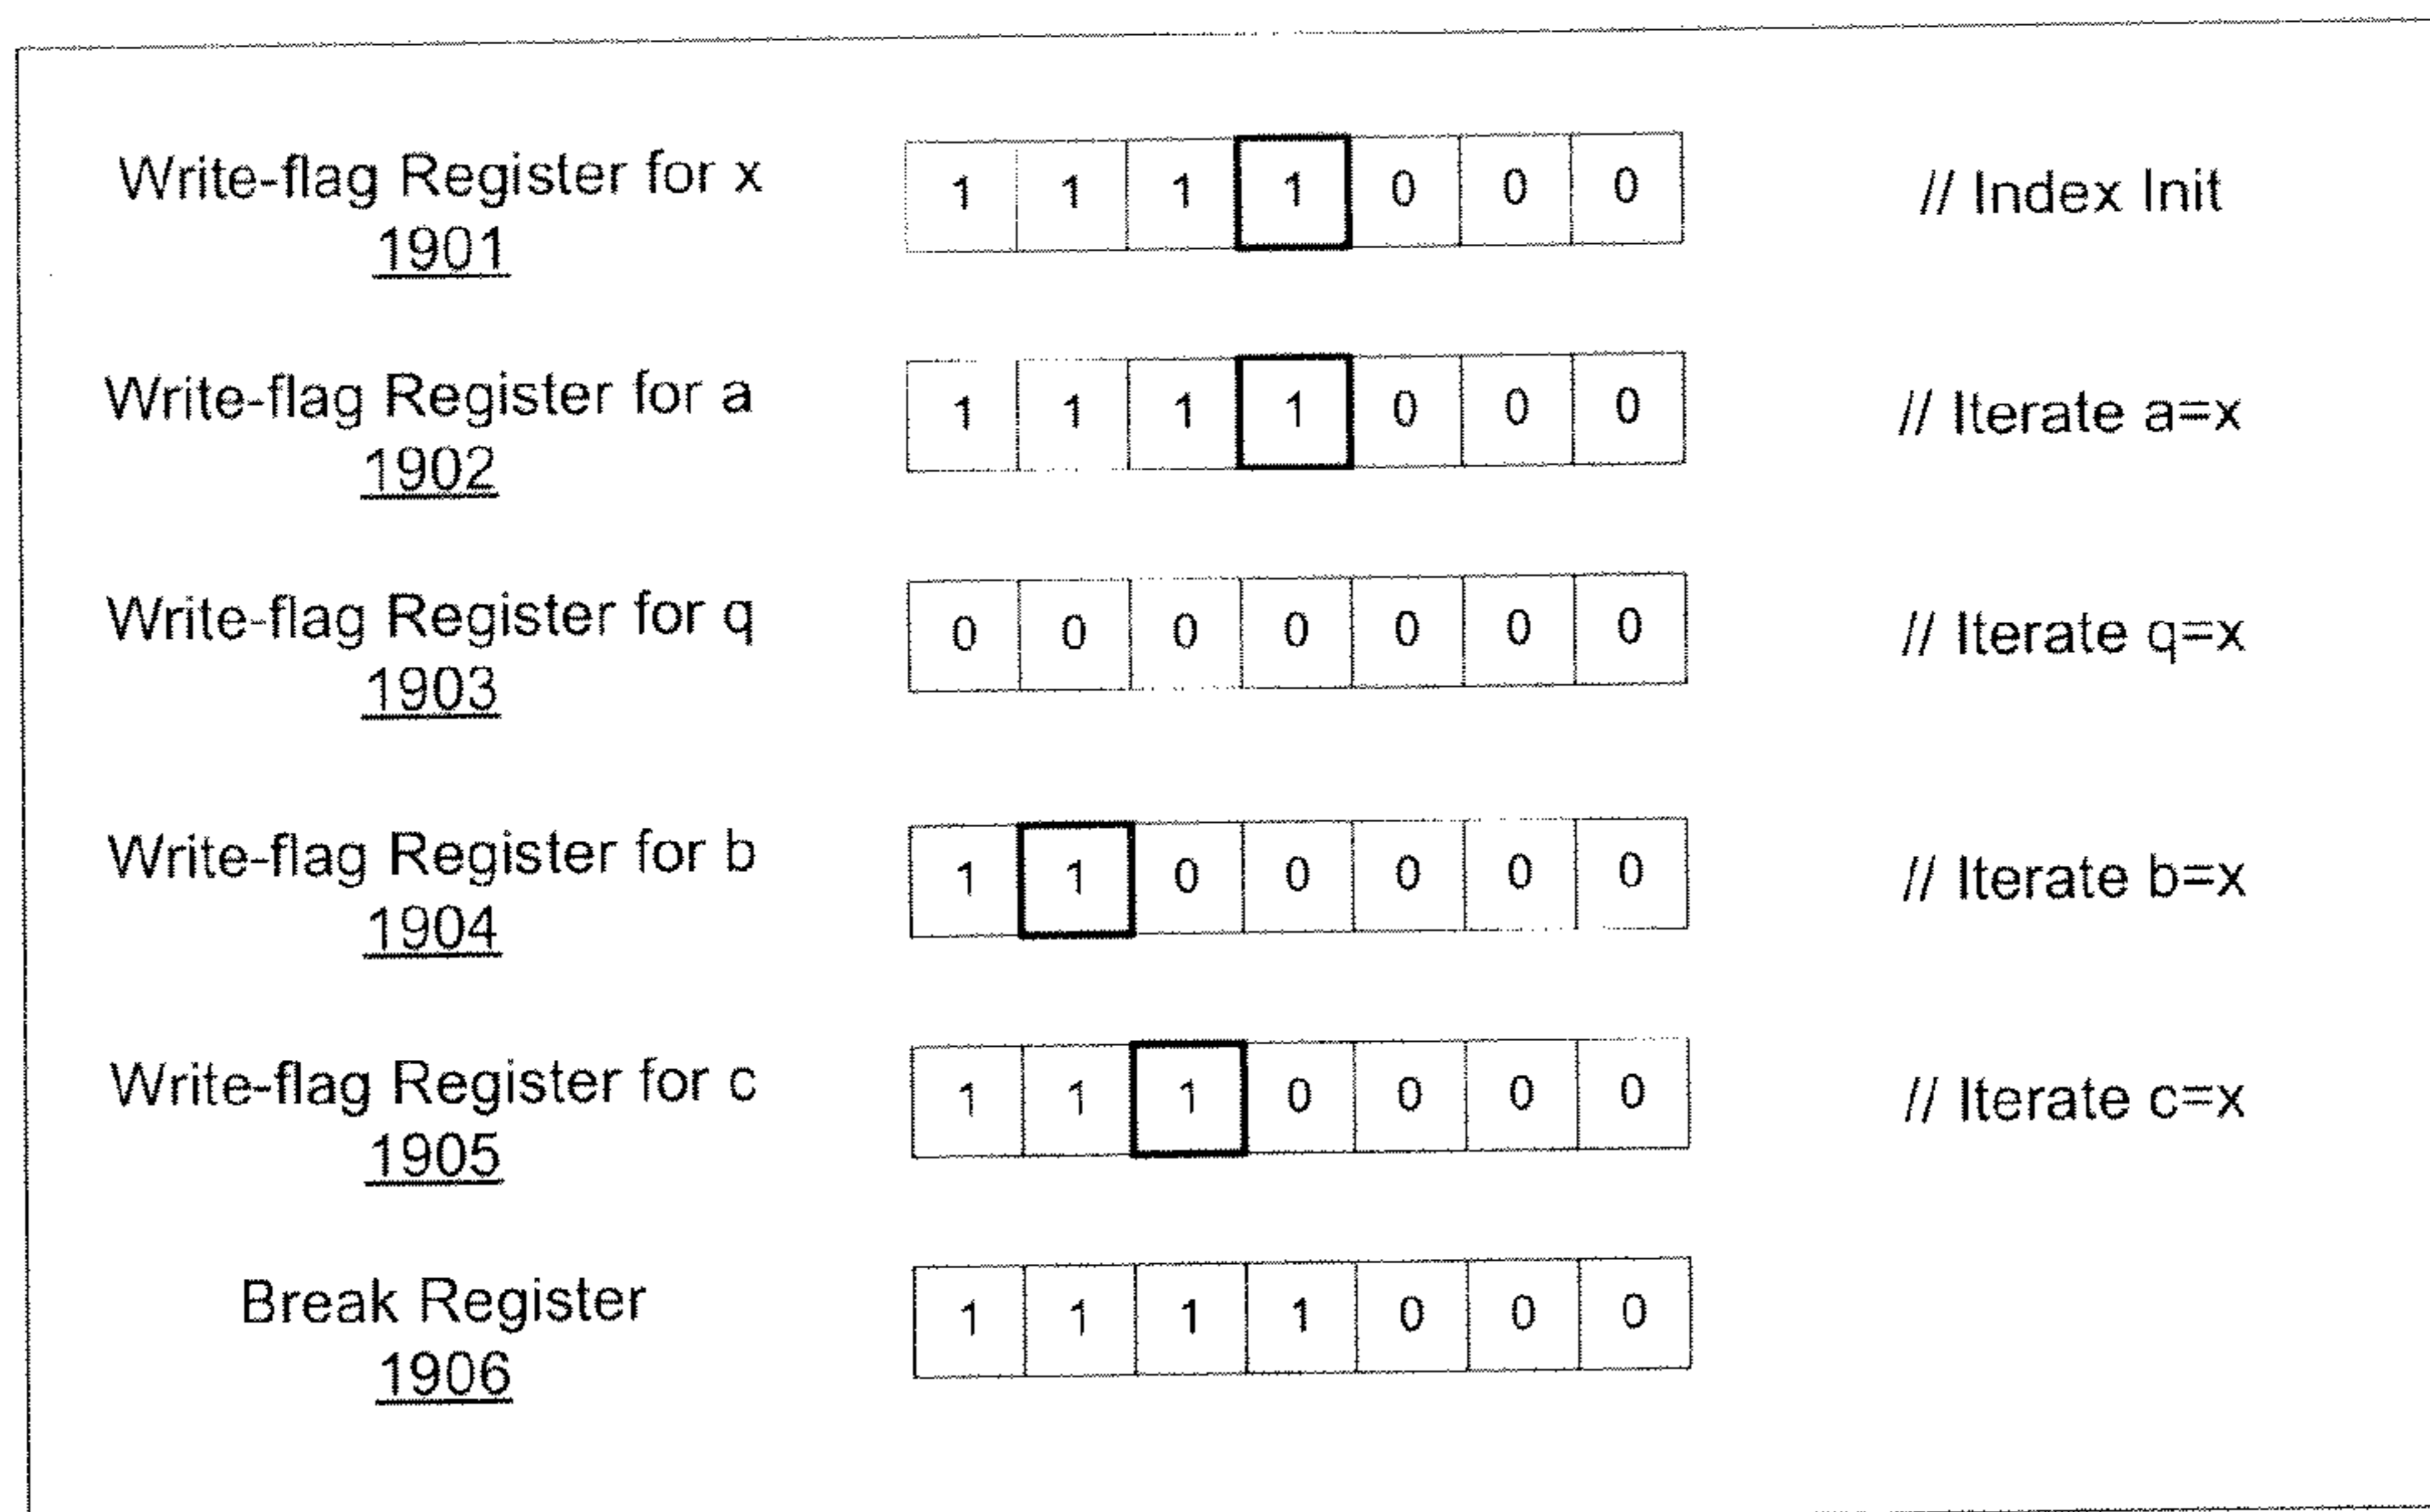 Write-flag Register for x 1 1 1 1 0 0 0 // Index Init
1901
Write-flag Register for a 1 1 1 1 0 0 0 // Iterate a=x
1902
Write-flag Register for q 0 0 0 0 0 0 0 // Iterate q=x
1903
Write-flag Register for b 1 1 0 0 0 0 0 // Iterate b=x
1904
Write-flag Register for c 1 1 1 0 0 0 0 // Iterate c=x
1905
Break Register 1 1 1 1 0 0 0
1906